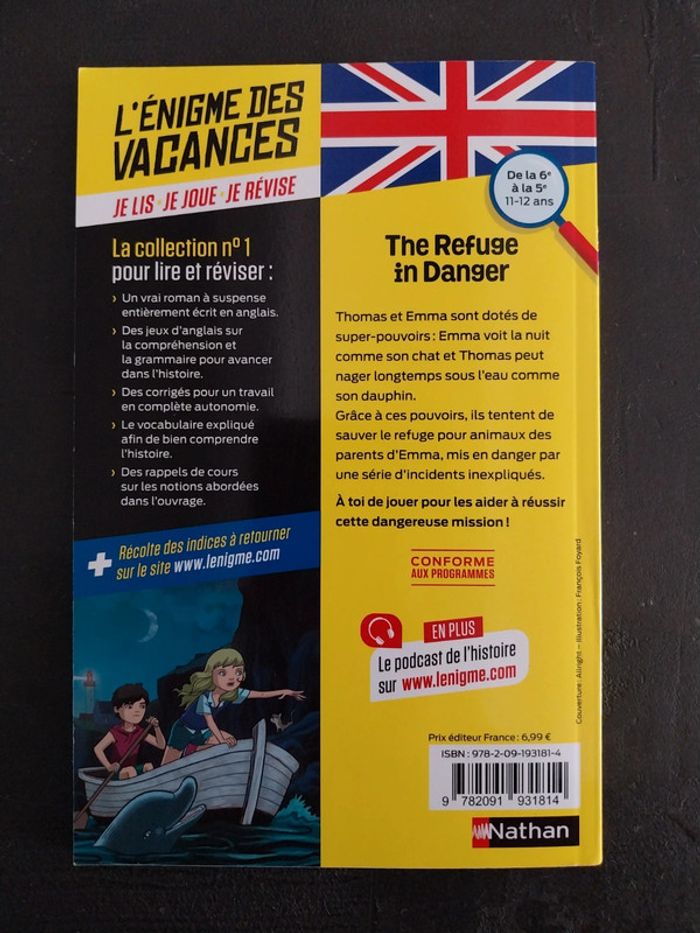 L'ÉNIGME DES
VACANCES
JE LIS • JE JOUE • JE RÉVISE
De la 6e
à la 5e
11-12 ans
La collection n° 1
pour lire et réviser :
› Un vrai roman à suspense
entièrement écrit en anglais.
› Des jeux d'anglais sur
la compréhension et
la grammaire pour avancer
dans l'histoire.
› Des corrigés pour un travail
en complète autonomie.
› Le vocabulaire expliqué
afin de bien comprendre
l'histoire.
› Des rappels de cours
sur les notions abordées
dans l'ouvrage.
+ Récolte des indices à retourner
sur le site www.lenigme.com
The Refuge
in Danger
Thomas et Emma sont dotés de
super-pouvoirs : Emma voit la nuit
comme son chat et Thomas peut
nager longtemps sous l'eau comme
son dauphin.
Grâce à ces pouvoirs, ils tentent de
sauver le refuge pour animaux des
parents d'Emma, mis en danger par
une série d'incidents inexpliqués.
À toi de jouer pour les aider à réussir
cette dangereuse mission !
CONFORME
AUX PROGRAMMES
EN PLUS
Le podcast de l'histoire
sur www.lenigme.com
Couverture : Allright – Illustration : François Foyard
Prix éditeur France : 6,99 €
ISBN : 978-2-09-193181-4
9 782091 931814
Nathan